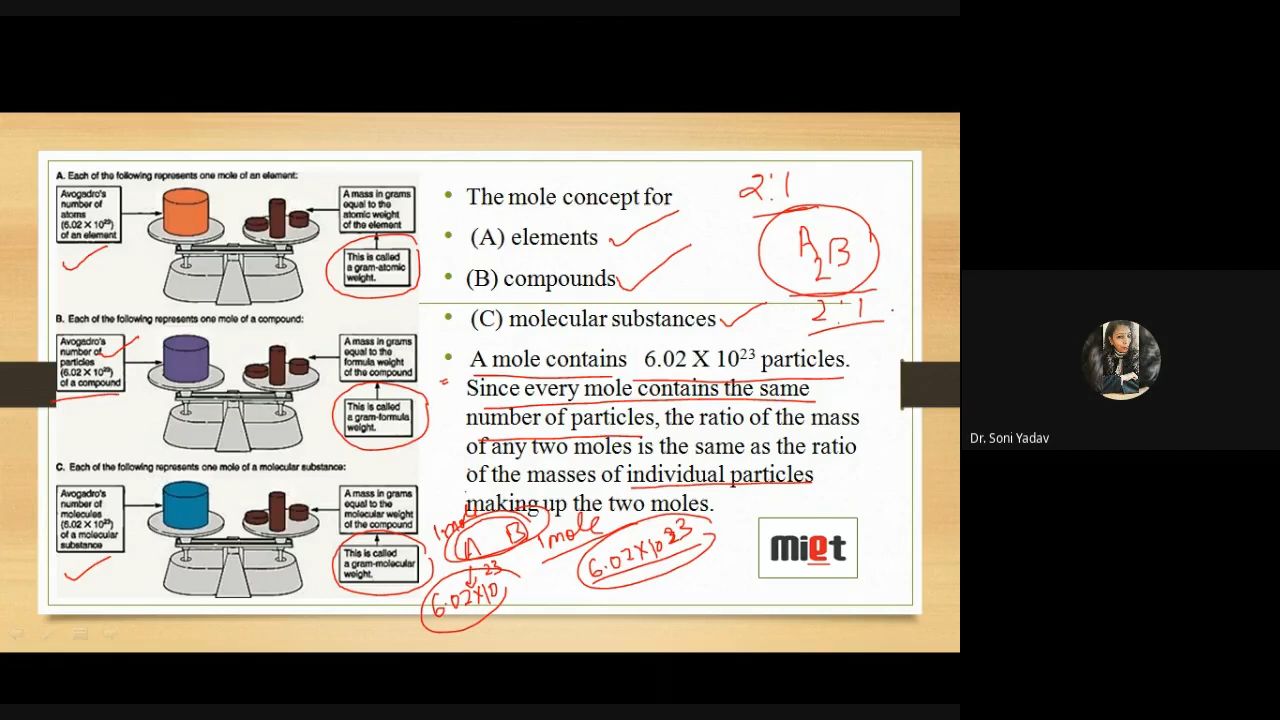 A. Each of the following represents one mole of an element:
Avogadro's
number of
atoms
(6.02 X 10²³)
of an element
A mass in grams
equal to the
atomic weight
of the element
This is called
a gram-atomic
weight.
B. Each of the following represents one mole of a compound:
Avogadro's
number of
particles
(6.02 X 10²³)
of a compound
A mass in grams
equal to the
formula weight
of the compound
This is called
a gram-formula
weight.
C. Each of the following represents one mole of a molecular substance:
Avogadro's
number of
molecules
(6.02 X 10²³)
of a molecular
substance
A mass in grams
equal to the
molecular weight
of the compound
This is called
a gram-molecular
weight.
• The mole concept for
• (A) elements
• (B) compounds
• (C) molecular substances
• A mole contains 6.02 X 10²³ particles.
Since every mole contains the same
number of particles, the ratio of the mass
of any two moles is the same as the ratio
of the masses of individual particles
making up the two moles.
2:1
A₂B
2:1
A B
1mole
6.02×10²³
6.02×10²³
miet
Dr. Soni Yadav